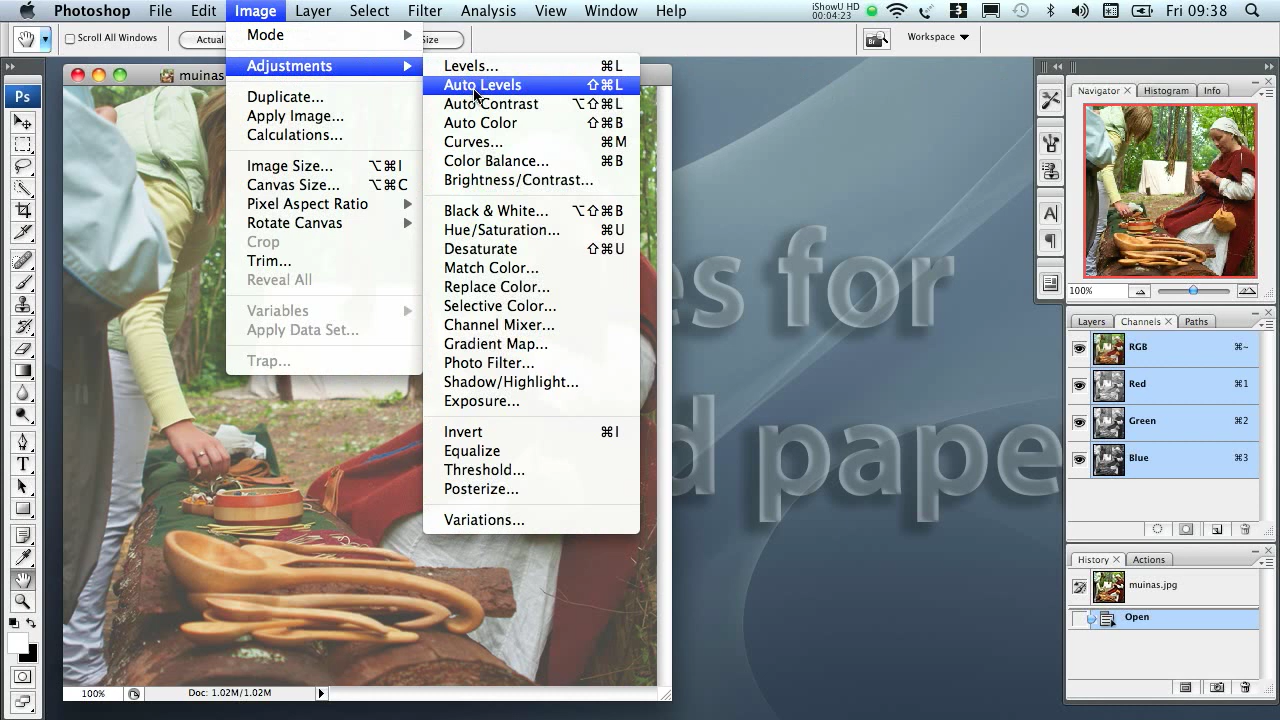 Photoshop File Edit Image Layer Select Filter Analysis View Window Help iShowU HD 00:04:23 3 Fri 09:38
Scroll All Windows Actual Size Br Workspace
Mode
Adjustments
Duplicate...
Apply Image...
Calculations...
Image Size... ⌥⌘I
Canvas Size... ⌥⌘C
Pixel Aspect Ratio
Rotate Canvas
Crop
Trim...
Reveal All
Variables
Apply Data Set...
Trap...
Levels... ⌘L
Auto Levels ⇧⌘L
Auto Contrast ⌥⇧⌘L
Auto Color ⇧⌘B
Curves... ⌘M
Color Balance... ⌘B
Brightness/Contrast...
Black & White... ⌥⇧⌘B
Hue/Saturation... ⌘U
Desaturate ⇧⌘U
Match Color...
Replace Color...
Selective Color...
Channel Mixer...
Gradient Map...
Photo Filter...
Shadow/Highlight...
Exposure...
Invert ⌘I
Equalize
Threshold...
Posterize...
Variations...
Ps
muinas
es for
d pape
100% Doc: 1.02M/1.02M
Navigator Histogram Info
100%
Layers Channels Paths
RGB ⌘~
Red ⌘1
Green ⌘2
Blue ⌘3
History Actions
muinas.jpg
Open